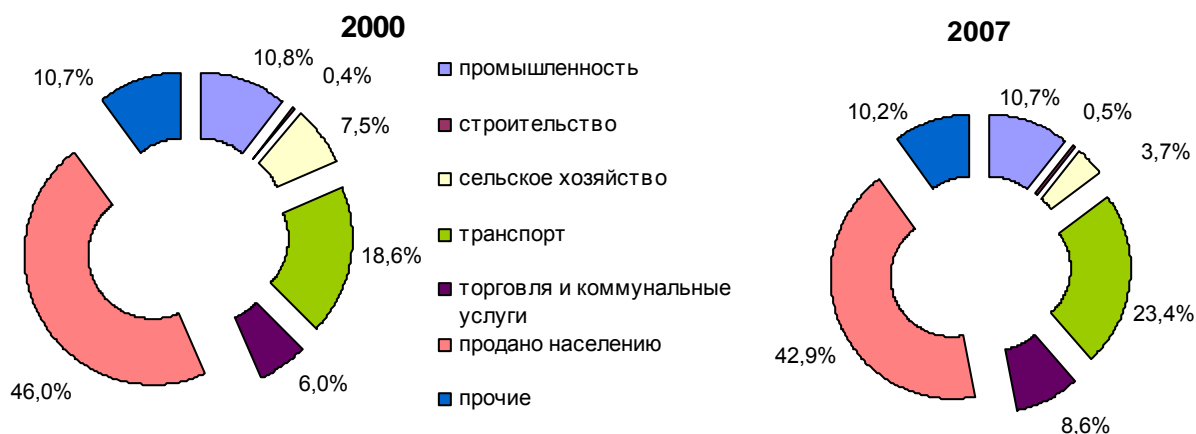 2000
10,8%
0,4%
7,5%
18,6%
6,0%
46,0%
10,7%
промышленность
строительство
сельское хозяйство
транспорт
торговля и коммунальные
услуги
продано населению
прочие
2007
10,7%
0,5%
3,7%
23,4%
8,6%
42,9%
10,2%